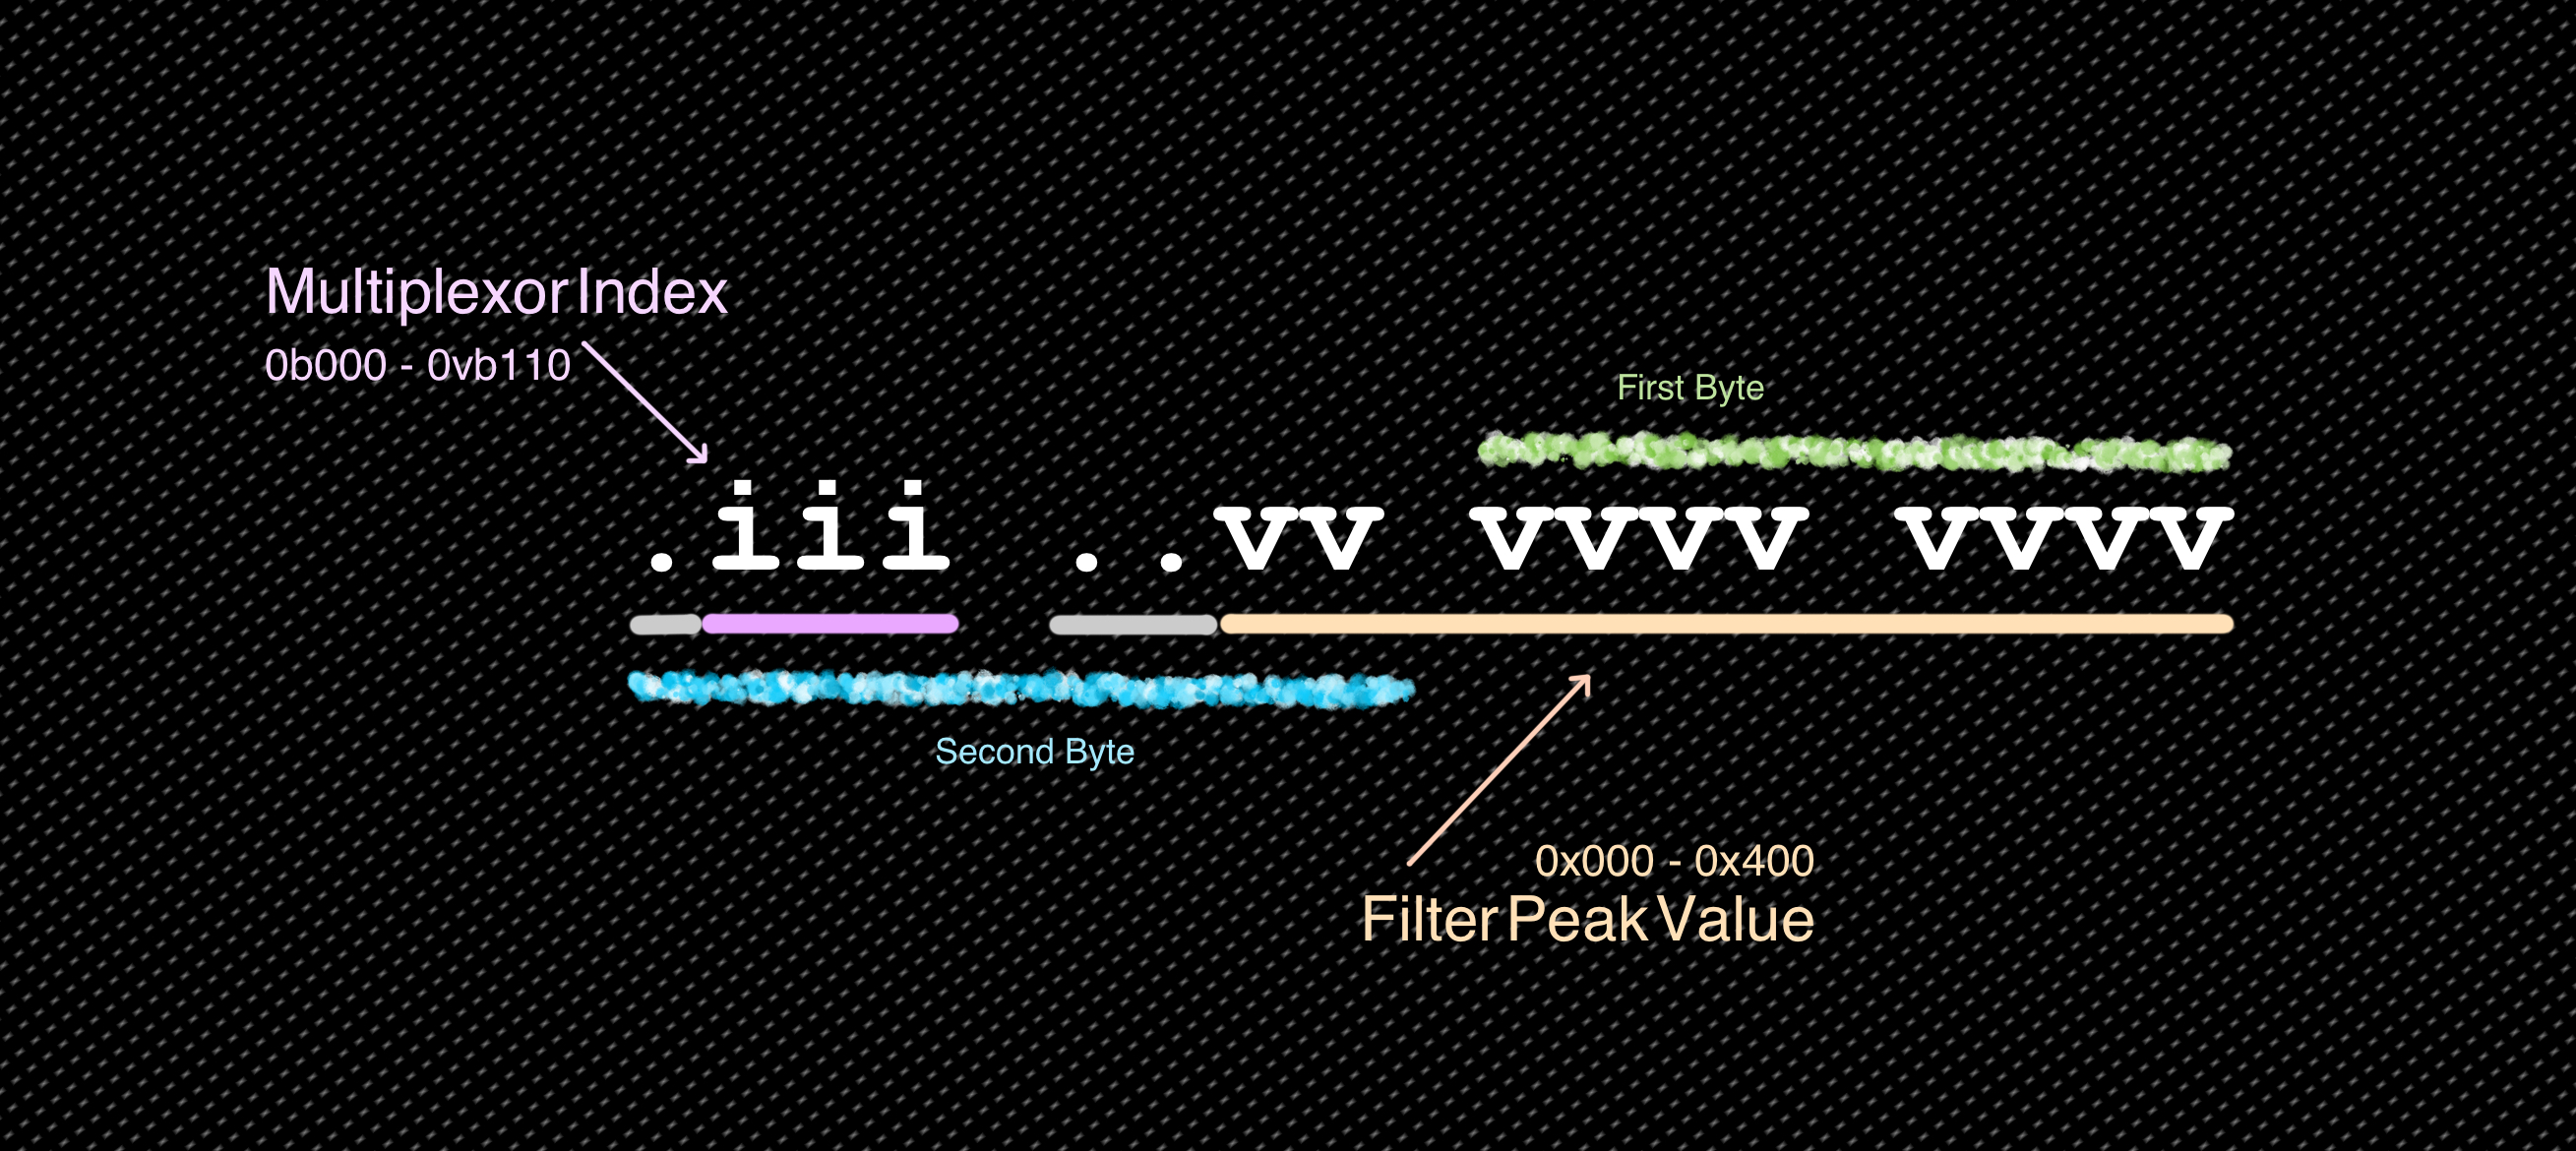 Multiplexor Index
0b000 - 0vb110
First Byte
.iii ..vv vvvv vvvv
Second Byte
0x000 - 0x400
Filter Peak Value